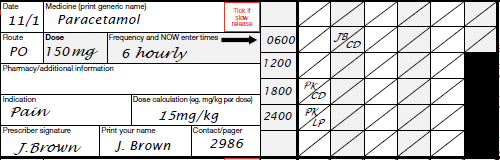 Date Medicine (print generic name) Tick if slow release
11/1 Paracetamol
Route Dose Frequency and NOW enter times
PO 150mg 6 hourly 0600 JB CD
Pharmacy/additional information 1200
1800 PK CD
Indication Dose calculation (eg. mg/kg per dose)
Pain 15mg/kg 2400 PK LP
Prescriber signature Print your name Contact/pager
J.Brown J. Brown 2986